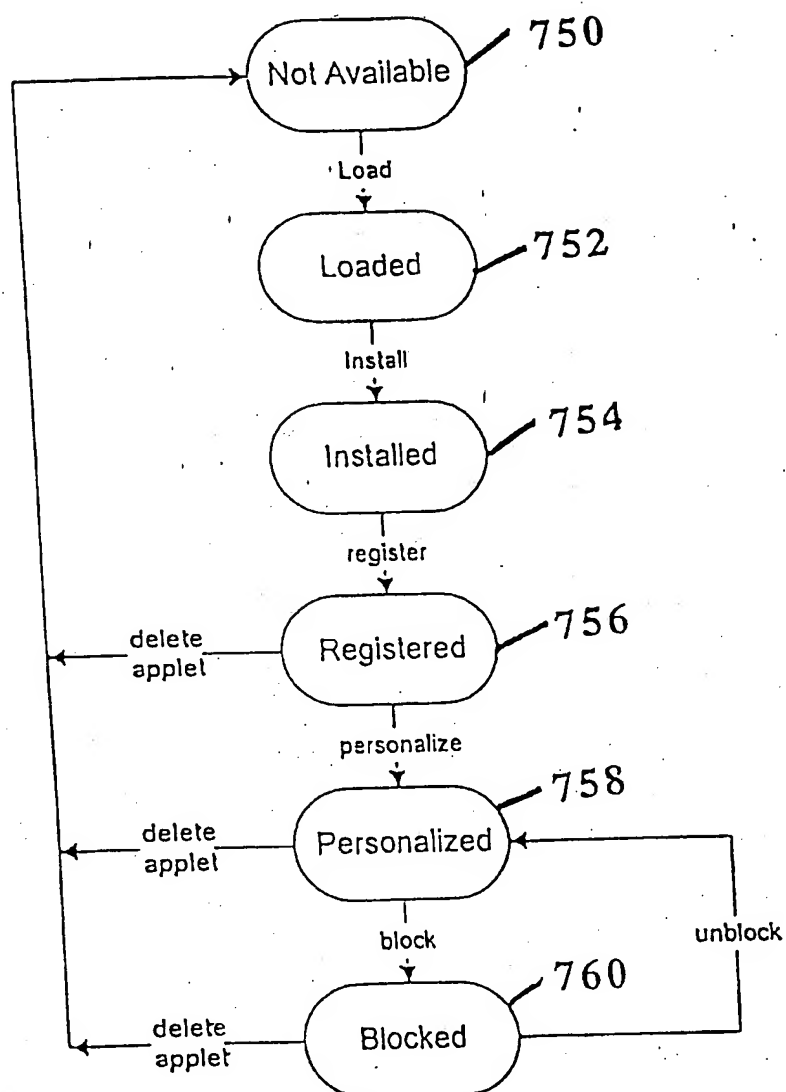 750
Not Available
Load
752
Loaded
Install
754
Installed
register
756
Registered
delete
applet
personalize
758
Personalized
delete
applet
block
unblock
760
Blocked
delete
applet